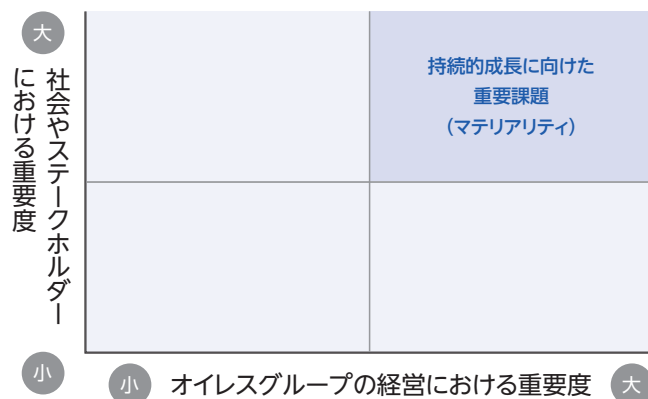 大
社会やステークホルダー
における重要度
小
持続的成長に向けた
重要課題
(マテリアリティ)
小
オイレスグループの経営における重要度
大